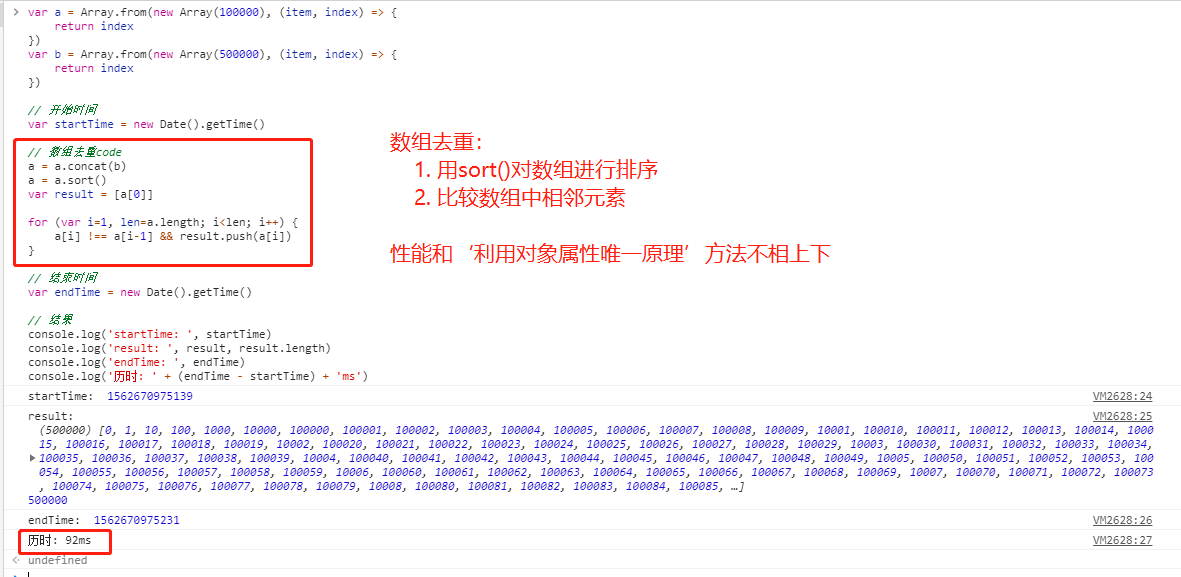 var a = Array.from(new Array(100000), (item, index) => {
    return index
})
var b = Array.from(new Array(500000), (item, index) => {
    return index
})
// 开始时间
var startTime = new Date().getTime()
// 数组去重code
a = a.concat(b)
a = a.sort()
var result = [a[0]]
for (var i=1, len=a.length; i<len; i++) {
    a[i] !== a[i-1] && result.push(a[i])
}
数组去重：
1. 用sort()对数组进行排序
2. 比较数组中相邻元素
性能和‘利用对象属性唯一原理’方法不相上下
// 结束时间
var endTime = new Date().getTime()
// 结果
console.log('startTime: ', startTime)
console.log('result: ', result, result.length)
console.log('endTime: ', endTime)
console.log('历时: ' + (endTime - startTime) + 'ms')
startTime:  1562670975139 VM2628:24
result: VM2628:25
(500000) [0, 1, 10, 100, 1000, 10000, 100000, 100001, 100002, 100003, 100004, 100005, 100006, 100007, 100008, 100009, 10001, 100010, 100011, 100012, 100013, 100014, 1000
15, 100016, 100017, 100018, 100019, 10002, 100020, 100021, 100022, 100023, 100024, 100025, 100026, 100027, 100028, 100029, 10003, 100030, 100031, 100032, 100033, 100034,
100035, 100036, 100037, 100038, 100039, 10004, 100040, 100041, 100042, 100043, 100044, 100045, 100046, 100047, 100048, 100049, 10005, 100050, 100051, 100052, 100053, 100
054, 100055, 100056, 100057, 100058, 100059, 10006, 100060, 100061, 100062, 100063, 100064, 100065, 100066, 100067, 100068, 100069, 10007, 100070, 100071, 100072, 100073
, 100074, 100075, 100076, 100077, 100078, 100079, 10008, 100080, 100081, 100082, 100083, 100084, 100085, …]
500000
endTime:  1562670975231 VM2628:26
历时: 92ms VM2628:27
undefined